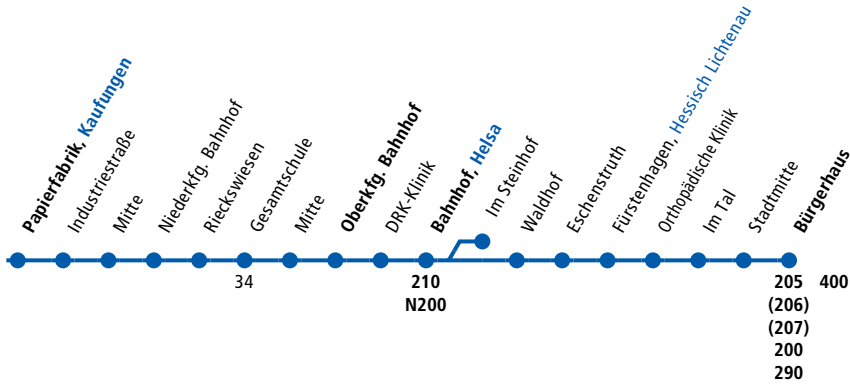 Papierfabrik, Kaufungen
Industriestraße
Mitte
Niederkfg. Bahnhof
Rieckswiesen
Gesamtschule
Mitte
Oberkfg. Bahnhof
DRK-Klinik
Bahnhof, Helsa
Im Steinhof
Waldhof
Eschenstruth
Fürstenhagen, Hessisch Lichtenau
Orthopädische Klinik
Im Tal
Stadtmitte
Bürgerhaus
34
210
N200
205 400
(206)
(207)
200
290